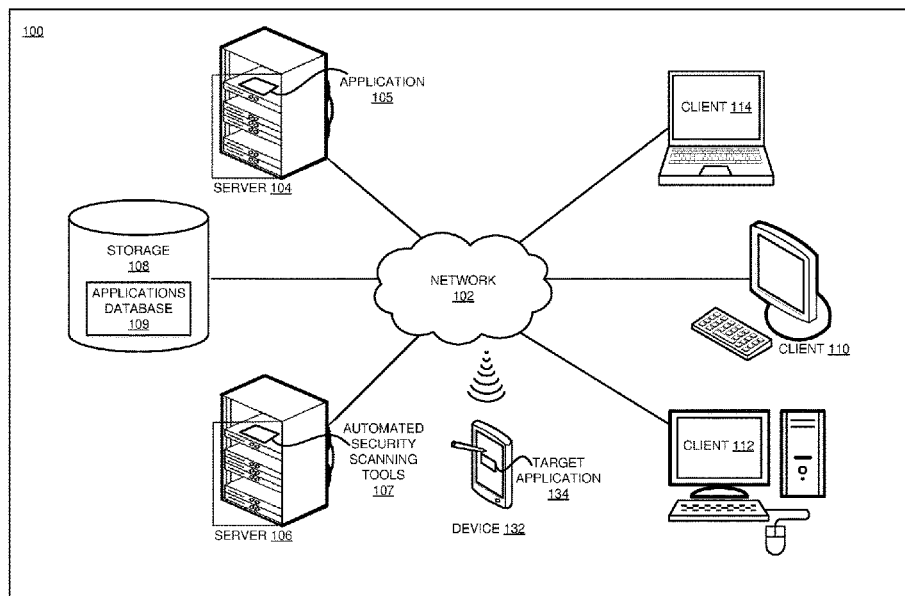 100
APPLICATION
105
SERVER 104
CLIENT 114
STORAGE
108
APPLICATIONS
DATABASE
109
NETWORK
102
CLIENT 110
AUTOMATED
SECURITY
SCANNING
TOOLS
107
SERVER 106
TARGET
APPLICATION
134
DEVICE 132
CLIENT 112